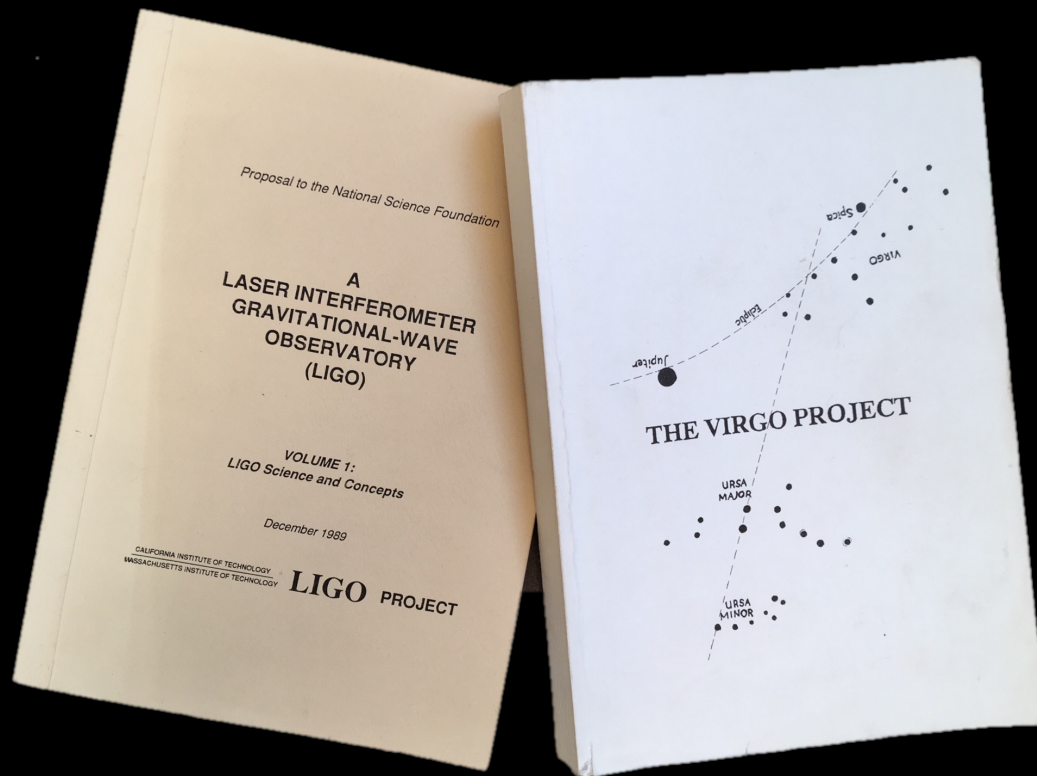 Proposal to the National Science Foundation
A
LASER INTERFEROMETER
GRAVITATIONAL-WAVE
OBSERVATORY
(LIGO)
VOLUME 1:
LIGO Science and Concepts
December 1989
CALIFORNIA INSTITUTE OF TECHNOLOGY
MASSACHUSETTS INSTITUTE OF TECHNOLOGY
LIGO PROJECT
Spica
VIRGO
Ecliptic
Jupiter
THE VIRGO PROJECT
URSA
MAJOR
URSA
MINOR